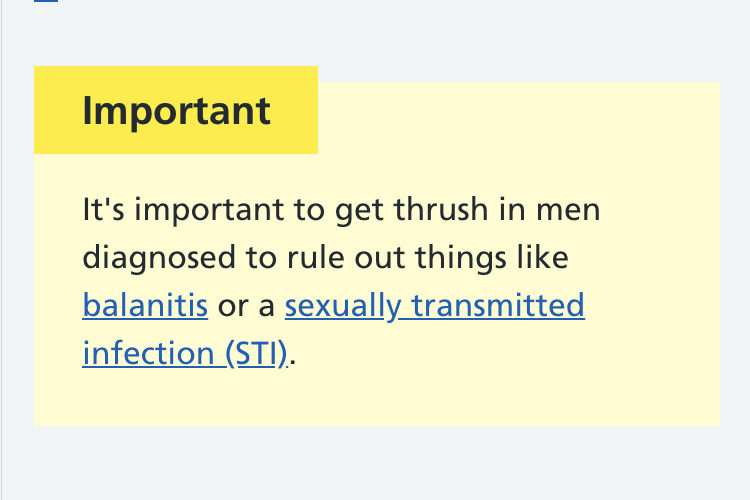 Important
It's important to get thrush in men
diagnosed to rule out things like
balanitis or a sexually transmitted
infection (STI).